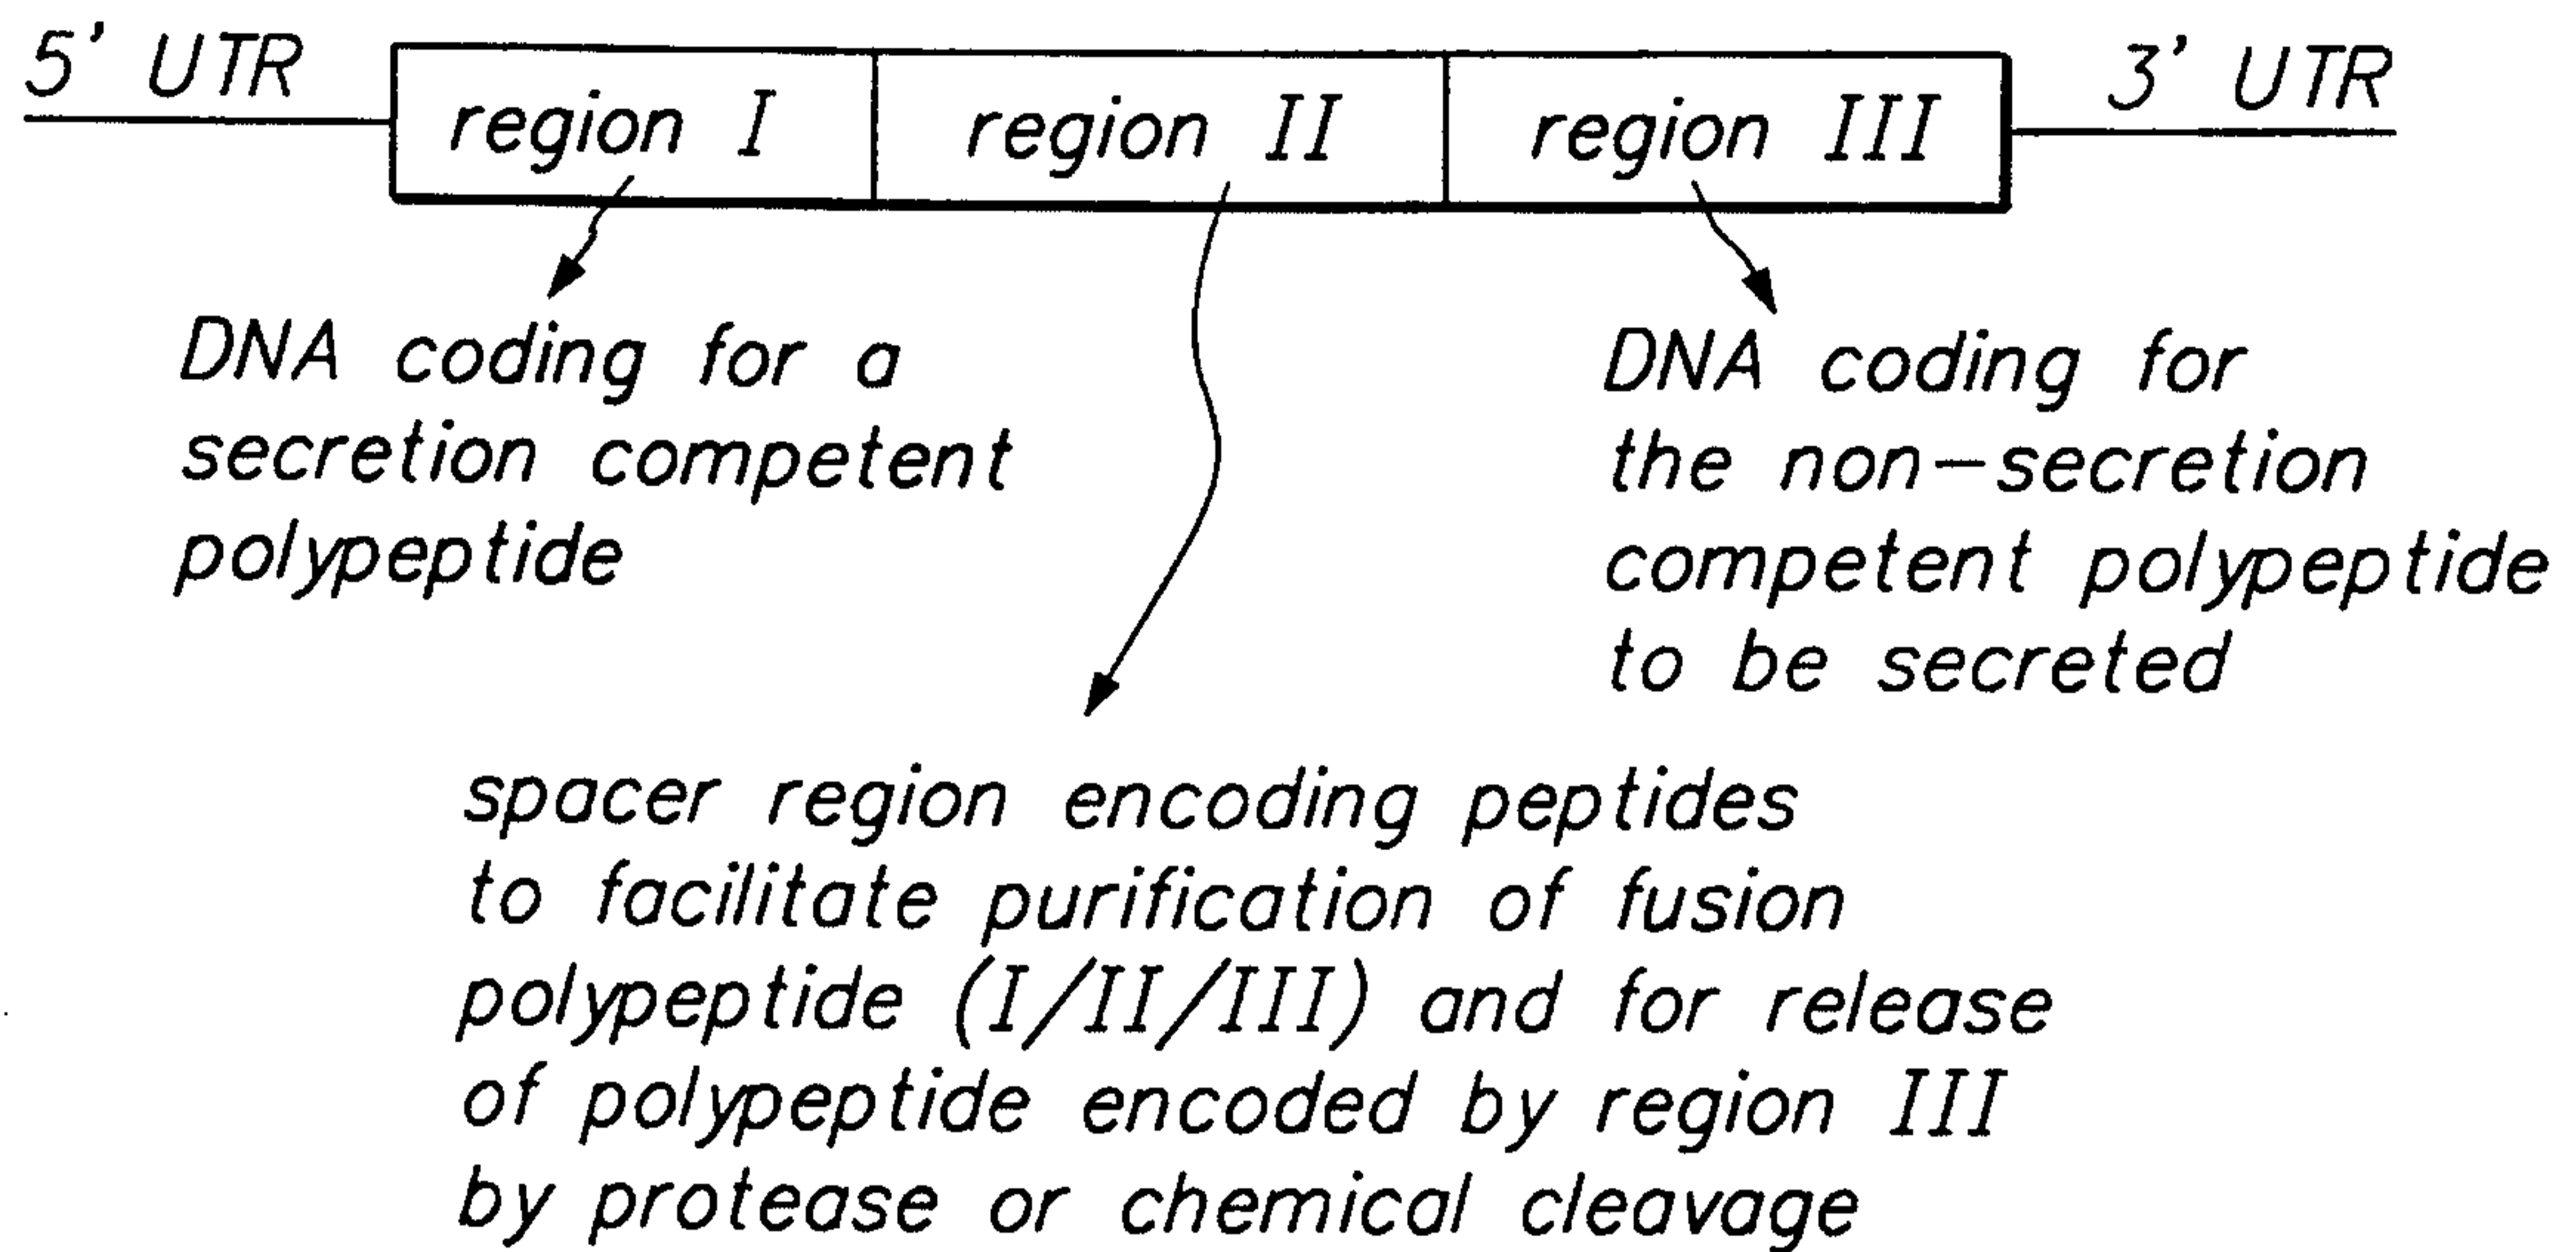 5' UTR
region I
region II
region III
3' UTR
DNA coding for a
secretion competent
polypeptide
DNA coding for
the non-secretion
competent polypeptide
to be secreted
spacer region encoding peptides
to facilitate purification of fusion
polypeptide (I/II/III) and for release
of polypeptide encoded by region III
by protease or chemical cleavage